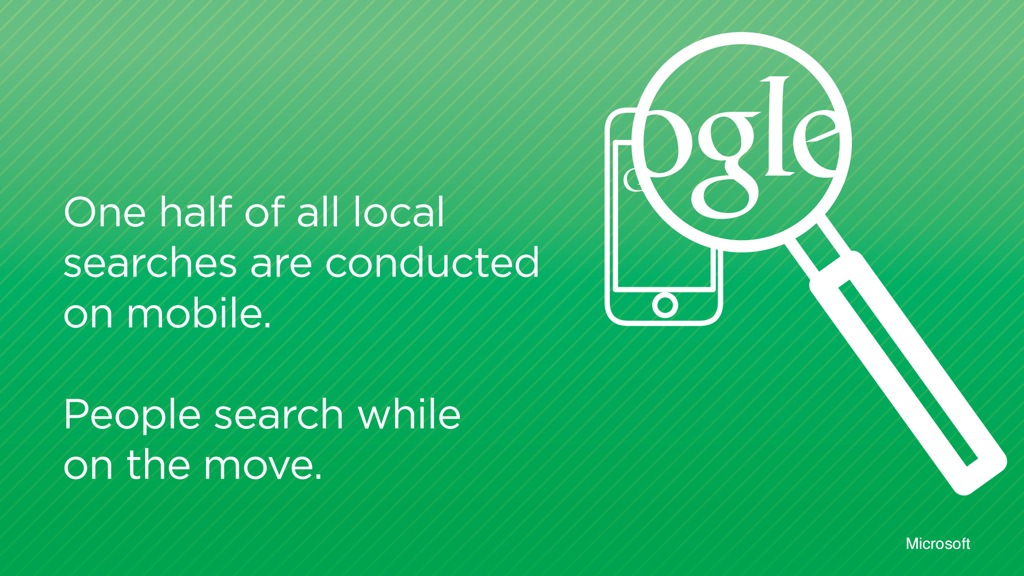 ogle
One half of all local
searches are conducted
on mobile.
People search while
on the move.
Microsoft